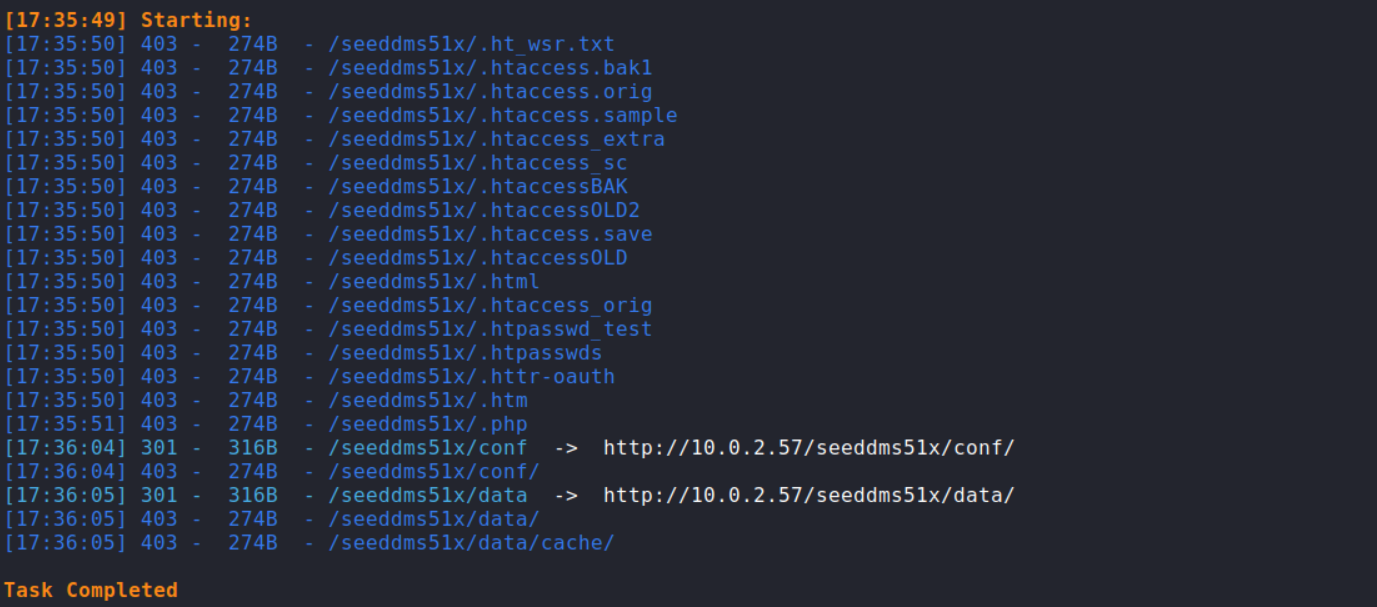 [17:35:49] Starting:
[17:35:50] 403 -  274B  - /seeddms51x/.ht_wsr.txt
[17:35:50] 403 -  274B  - /seeddms51x/.htaccess.bak1
[17:35:50] 403 -  274B  - /seeddms51x/.htaccess.orig
[17:35:50] 403 -  274B  - /seeddms51x/.htaccess.sample
[17:35:50] 403 -  274B  - /seeddms51x/.htaccess_extra
[17:35:50] 403 -  274B  - /seeddms51x/.htaccess_sc
[17:35:50] 403 -  274B  - /seeddms51x/.htaccessBAK
[17:35:50] 403 -  274B  - /seeddms51x/.htaccessOLD2
[17:35:50] 403 -  274B  - /seeddms51x/.htaccess.save
[17:35:50] 403 -  274B  - /seeddms51x/.htaccessOLD
[17:35:50] 403 -  274B  - /seeddms51x/.html
[17:35:50] 403 -  274B  - /seeddms51x/.htaccess_orig
[17:35:50] 403 -  274B  - /seeddms51x/.htpasswd_test
[17:35:50] 403 -  274B  - /seeddms51x/.htpasswds
[17:35:50] 403 -  274B  - /seeddms51x/.httr-oauth
[17:35:50] 403 -  274B  - /seeddms51x/.htm
[17:35:51] 403 -  274B  - /seeddms51x/.php
[17:36:04] 301 -  316B  - /seeddms51x/conf  ->  http://10.0.2.57/seeddms51x/conf/
[17:36:04] 403 -  274B  - /seeddms51x/conf/
[17:36:05] 301 -  316B  - /seeddms51x/data  ->  http://10.0.2.57/seeddms51x/data/
[17:36:05] 403 -  274B  - /seeddms51x/data/
[17:36:05] 403 -  274B  - /seeddms51x/data/cache/
Task Completed